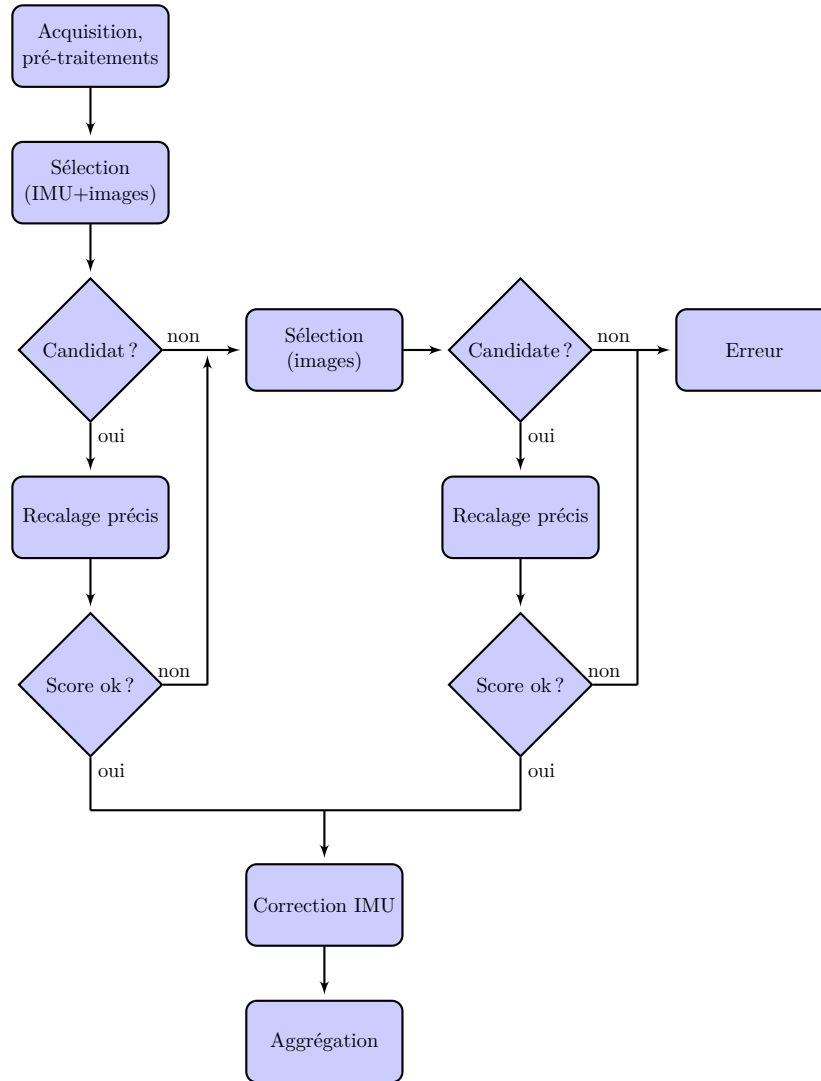 Acquisition,
pré-traitements
Sélection
(IMU+images)
Candidat ?
non
Sélection
(images)
Candidate ?
non
Erreur
oui
oui
Recalage précis
Recalage précis
Score ok ?
non
Score ok ?
non
oui
oui
Correction IMU
Aggrégation